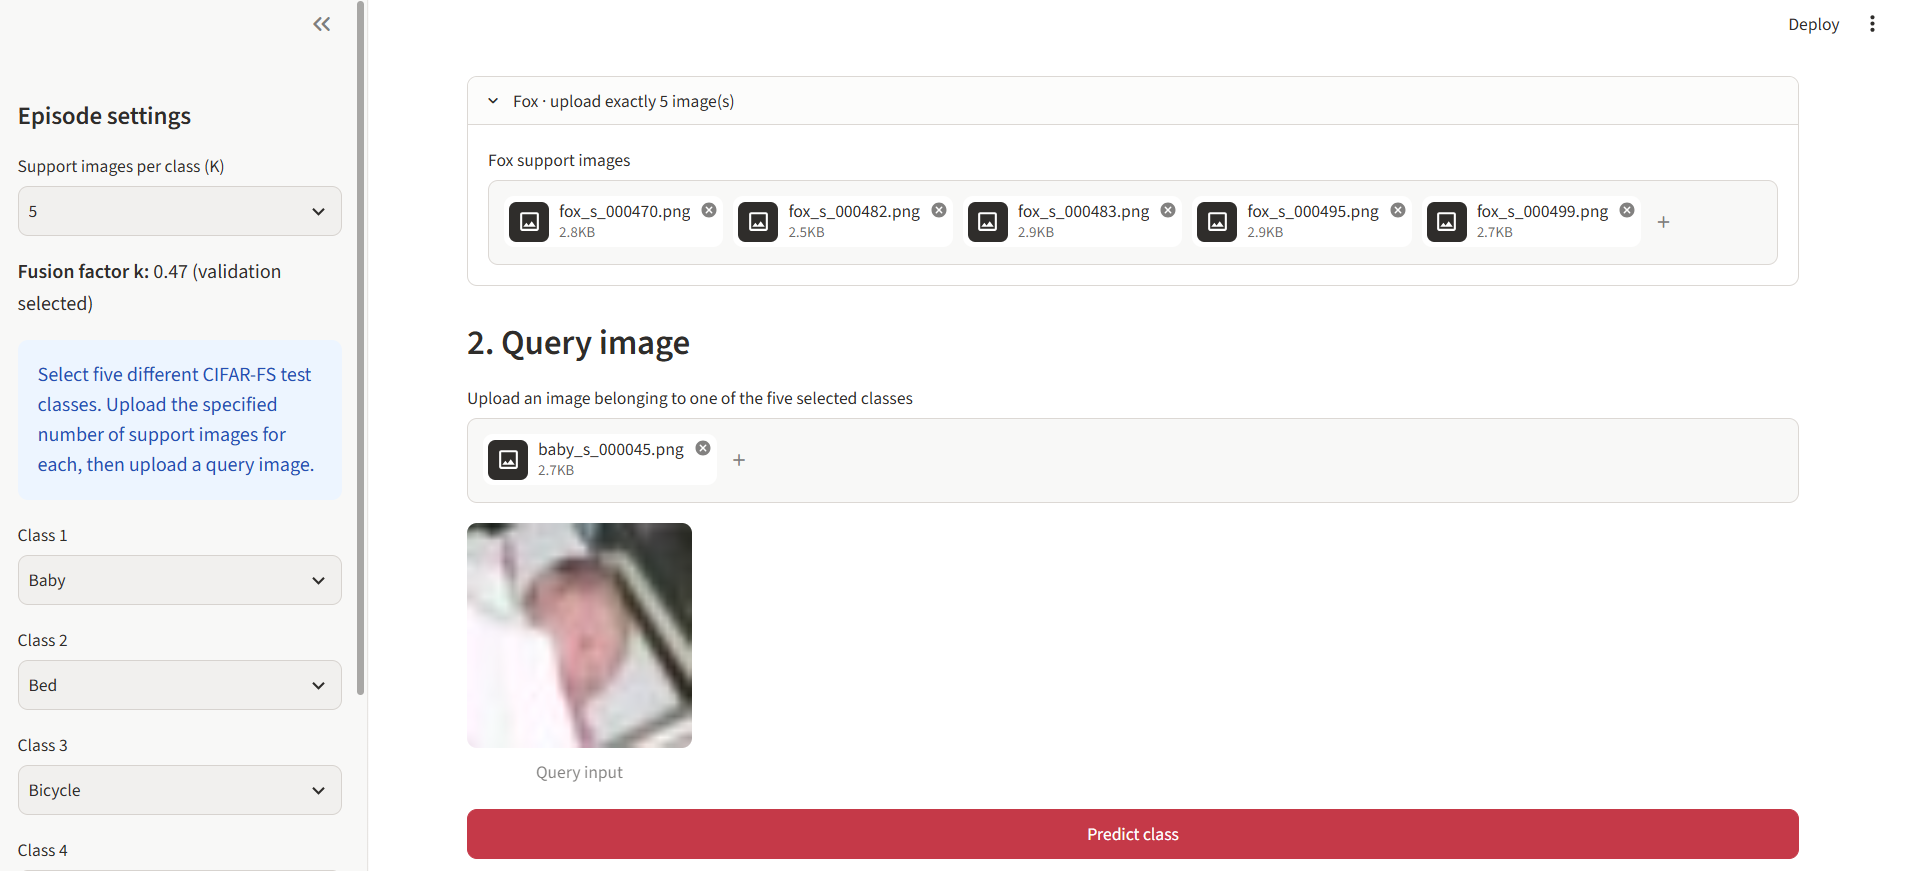 Deploy
Episode settings
Support images per class (K)
5
Fusion factor k: 0.47 (validation
selected)
Select five different CIFAR-FS test
classes. Upload the specified
number of support images for
each, then upload a query image.
Class 1
Baby
Class 2
Bed
Class 3
Bicycle
Class 4
Fox · upload exactly 5 image(s)
Fox support images
fox_s_000470.png
2.8KB
fox_s_000482.png
2.5KB
fox_s_000483.png
2.9KB
fox_s_000495.png
2.9KB
fox_s_000499.png
2.7KB
2. Query image
Upload an image belonging to one of the five selected classes
baby_s_000045.png
2.7KB
Query input
Predict class